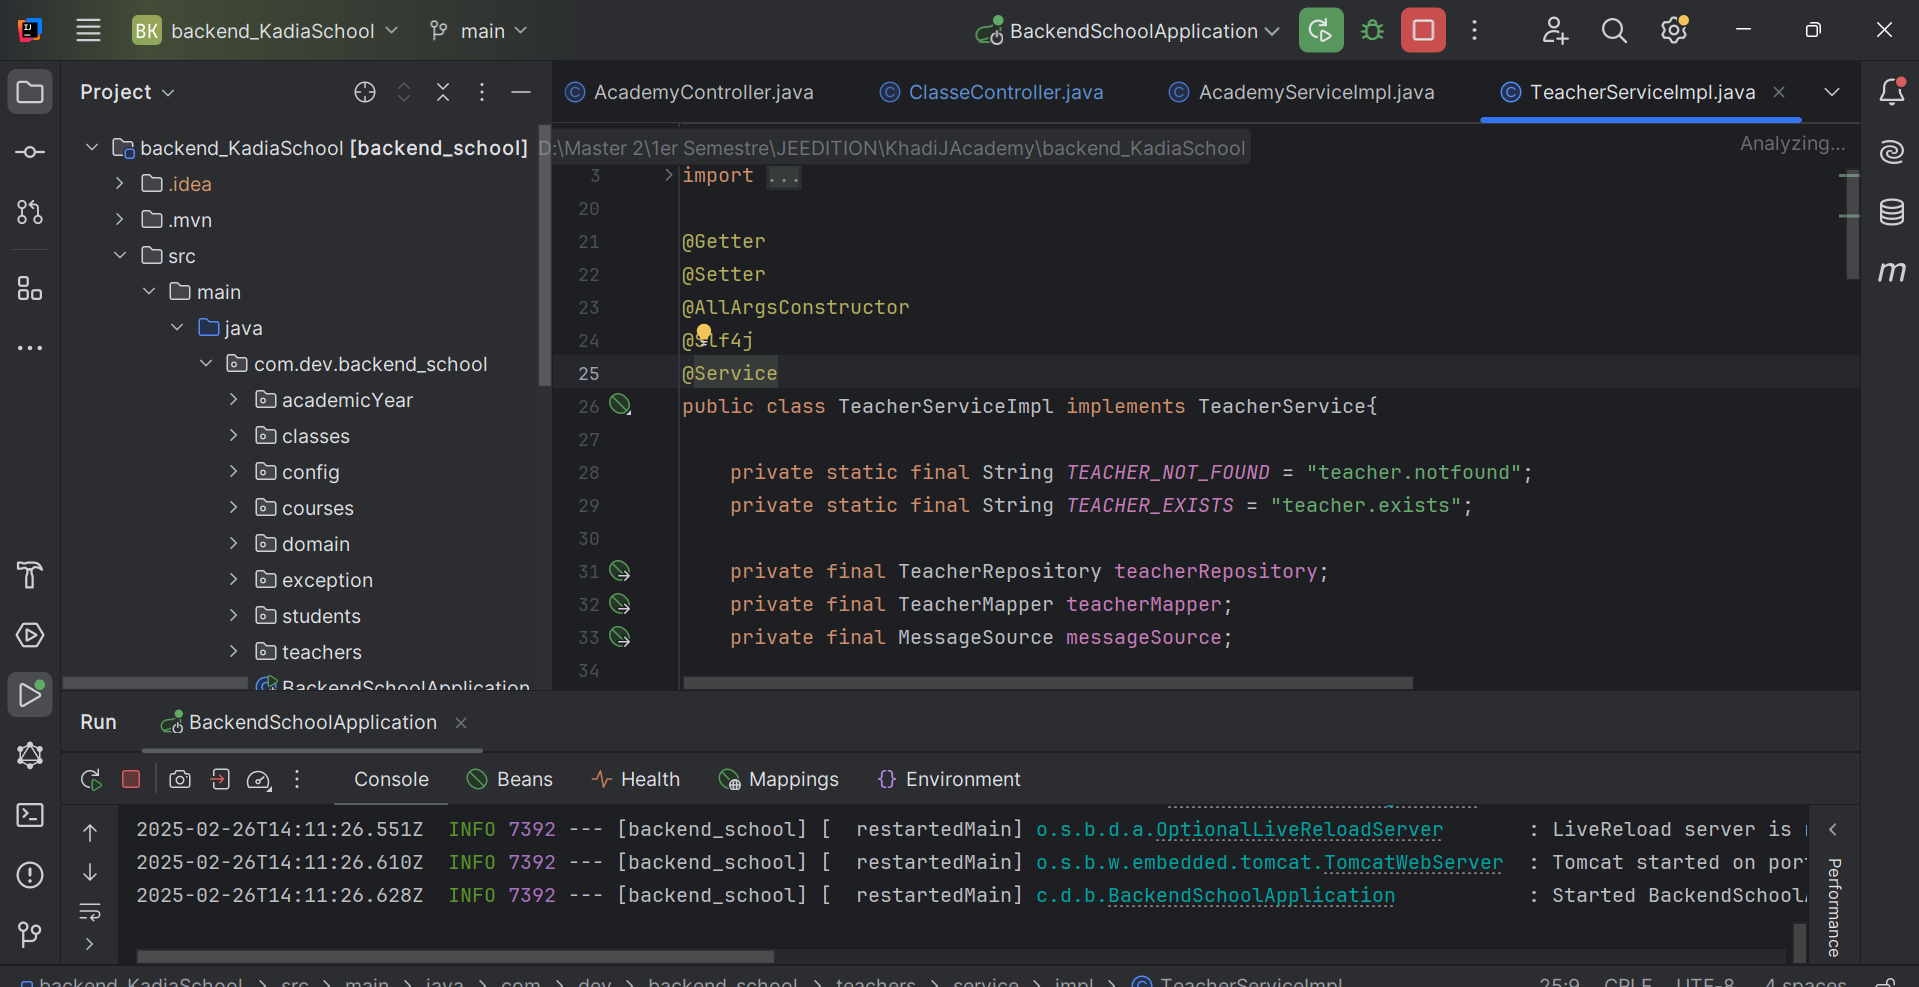 BK backend_KadiaSchool main BackendSchoolApplication
Project
AcademyController.java ClasseController.java AcademyServiceImpl.java TeacherServiceImpl.java
backend_KadiaSchool [backend_school] D:\Master 2\1er Semestre\JEEDITION\KhadiJAcademy\backend_KadiaSchool
Analyzing...
.idea
.mvn
src
main
java
com.dev.backend_school
academicYear
classes
config
courses
domain
exception
students
teachers
BackendSchoolApplication
3 import ...
20
21 @Getter
22 @Setter
23 @AllArgsConstructor
24 @Slf4j
25 @Service
26 public class TeacherServiceImpl implements TeacherService{
27
28 private static final String TEACHER_NOT_FOUND = "teacher.notfound";
29 private static final String TEACHER_EXISTS = "teacher.exists";
30
31 private final TeacherRepository teacherRepository;
32 private final TeacherMapper teacherMapper;
33 private final MessageSource messageSource;
34
Run BackendSchoolApplication
Console Beans Health Mappings Environment
2025-02-26T14:11:26.551Z INFO 7392 --- [backend_school] [ restartedMain] o.s.b.d.a.OptionalLiveReloadServer : LiveReload server is
2025-02-26T14:11:26.610Z INFO 7392 --- [backend_school] [ restartedMain] o.s.b.w.embedded.tomcat.TomcatWebServer : Tomcat started on por
2025-02-26T14:11:26.628Z INFO 7392 --- [backend_school] [ restartedMain] c.d.b.BackendSchoolApplication : Started BackendSchool
Performance
backend_KadiaSchool > src > main > java > com > dev > backend_school > teachers > service > impl > TeacherServiceImpl 25:9 CRLF UTF-8 4 spaces